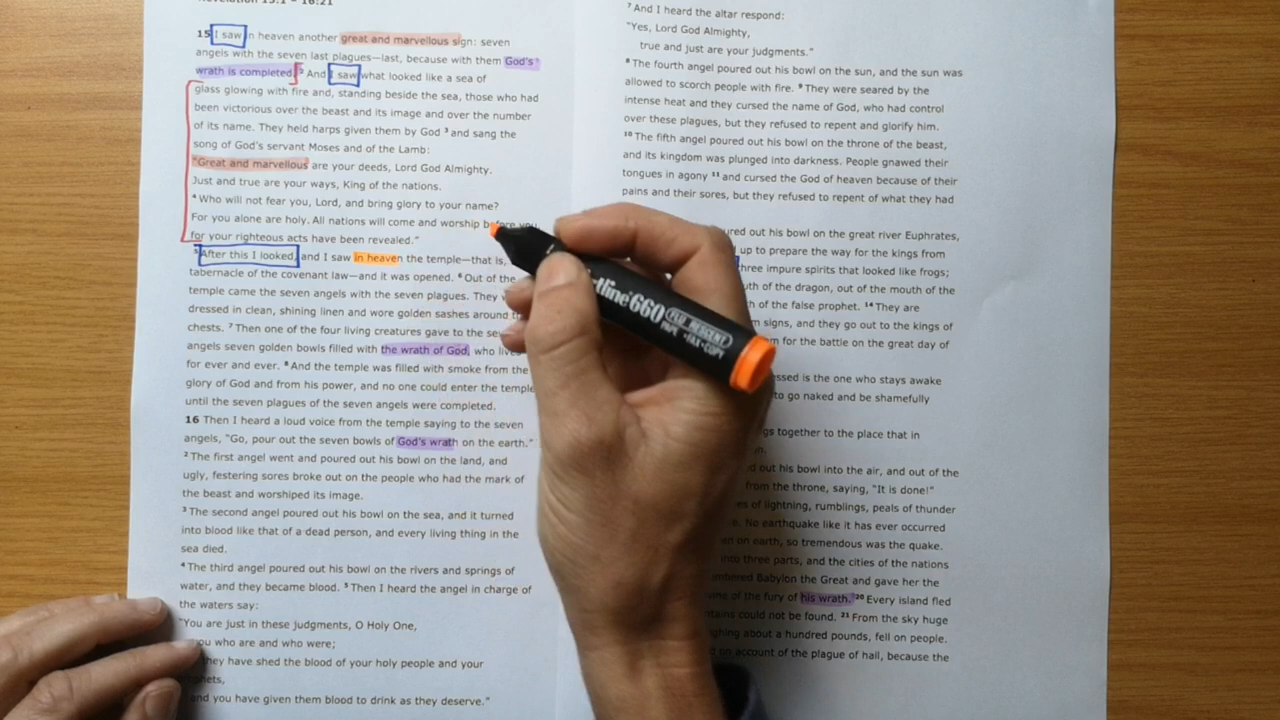 Revelation 15:1 – 16:21
15 I saw in heaven another great and marvellous sign: seven
angels with the seven last plagues—last, because with them God's
wrath is completed. 2 And I saw what looked like a sea of
glass glowing with fire and, standing beside the sea, those who had
been victorious over the beast and its image and over the number
of its name. They held harps given them by God 3 and sang the
song of God's servant Moses and of the Lamb:
"Great and marvellous are your deeds, Lord God Almighty.
Just and true are your ways, King of the nations.
4 Who will not fear you, Lord, and bring glory to your name?
For you alone are holy. All nations will come and worship before you
for your righteous acts have been revealed."
5 After this I looked, and I saw in heaven the temple—that is,
tabernacle of the covenant law—and it was opened. 6 Out of the
temple came the seven angels with the seven plagues. They
dressed in clean, shining linen and wore golden sashes around
chests. 7 Then one of the four living creatures gave to the
angels seven golden bowls filled with the wrath of God, who lives
for ever and ever. 8 And the temple was filled with smoke from the
glory of God and from his power, and no one could enter the temple
until the seven plagues of the seven angels were completed.
16 Then I heard a loud voice from the temple saying to the seven
angels, "Go, pour out the seven bowls of God's wrath on the earth."
2 The first angel went and poured out his bowl on the land, and
ugly, festering sores broke out on the people who had the mark of
the beast and worshiped its image.
3 The second angel poured out his bowl on the sea, and it turned
into blood like that of a dead person, and every living thing in the
sea died.
4 The third angel poured out his bowl on the rivers and springs of
water, and they became blood. 5 Then I heard the angel in charge of
the waters say:
"You are just in these judgments, O Holy One,
you who are and who were;
they have shed the blood of your holy people and your
and you have given them blood to drink as they deserve."
7 And I heard the altar respond:
"Yes, Lord God Almighty,
true and just are your judgments."
8 The fourth angel poured out his bowl on the sun, and the sun was
allowed to scorch people with fire. 9 They were seared by the
intense heat and they cursed the name of God, who had control
over these plagues, but they refused to repent and glorify him.
10 The fifth angel poured out his bowl on the throne of the beast,
and its kingdom was plunged into darkness. People gnawed their
tongues in agony 11 and cursed the God of heaven because of their
pains and their sores, but they refused to repent of what they had
out his bowl on the great river Euphrates,
up to prepare the way for the kings from
three impure spirits that looked like frogs;
of the dragon, out of the mouth of the
of the false prophet. 14 They are
signs, and they go out to the kings of
for the battle on the great day of
is the one who stays awake
to go naked and be shamefully
together to the place that in
out his bowl into the air, and out of the
from the throne, saying, "It is done!"
of lightning, rumblings, peals of thunder
No earthquake like it has ever occurred
on earth, so tremendous was the quake.
into three parts, and the cities of the nations
Babylon the Great and gave her the
of the fury of his wrath. 20 Every island fled
could not be found. 21 From the sky huge
about a hundred pounds, fell on people.
on account of the plague of hail, because the
artline 660
FLUORESCENT
FAX•COPY